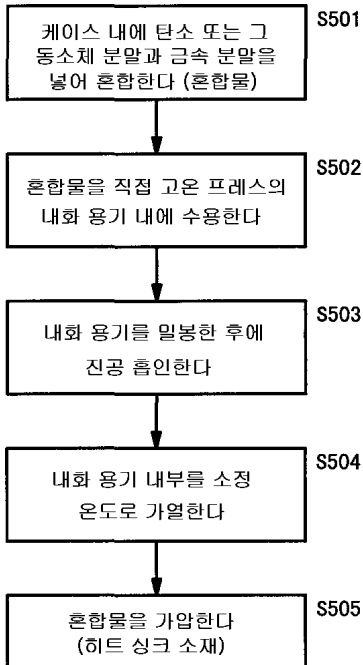 케이스 내에 탄소 또는 그
동소체 분말과 금속 분말을
넣어 혼합한다 (혼합물)
S501
혼합물을 직접 고온 프레스의
내화 용기 내에 수용한다
S502
내화 용기를 밀봉한 후에
진공 흡인한다
S503
내화 용기 내부를 소정
온도로 가열한다
S504
혼합물을 가압한다
(히트 싱크 소재)
S505